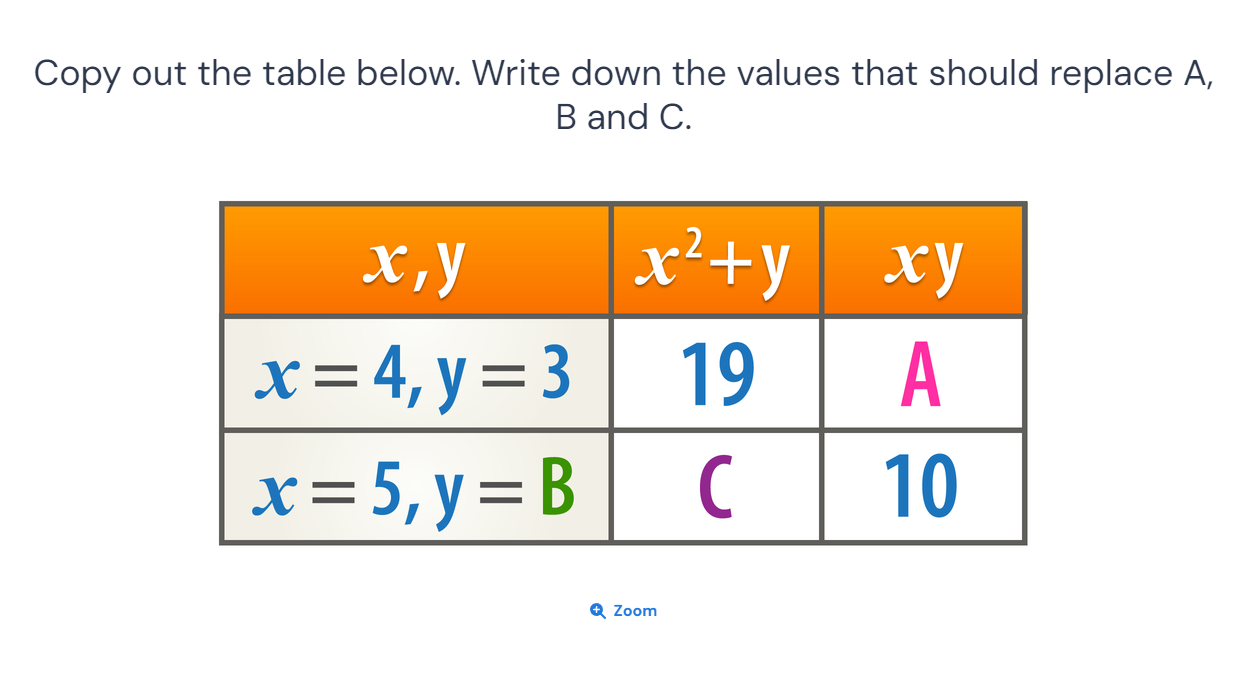 Copy out the table below. Write down the values that should replace A,
B and C.
x, y x²+y xy
x = 4, y = 3 19 A
x = 5, y = B C 10
Zoom